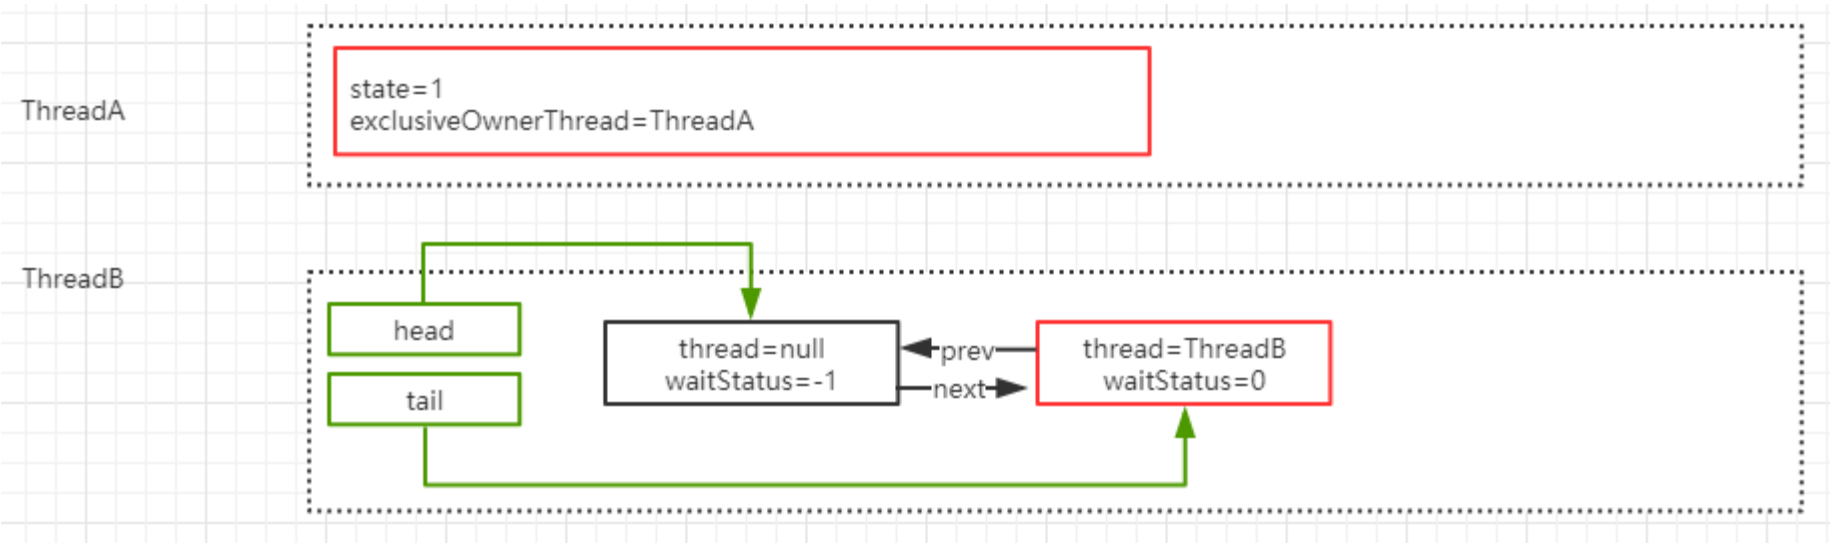 ThreadA
state=1
exclusiveOwnerThread=ThreadA
ThreadB
head
tail
thread=null
waitStatus=-1
prev
next
thread=ThreadB
waitStatus=0